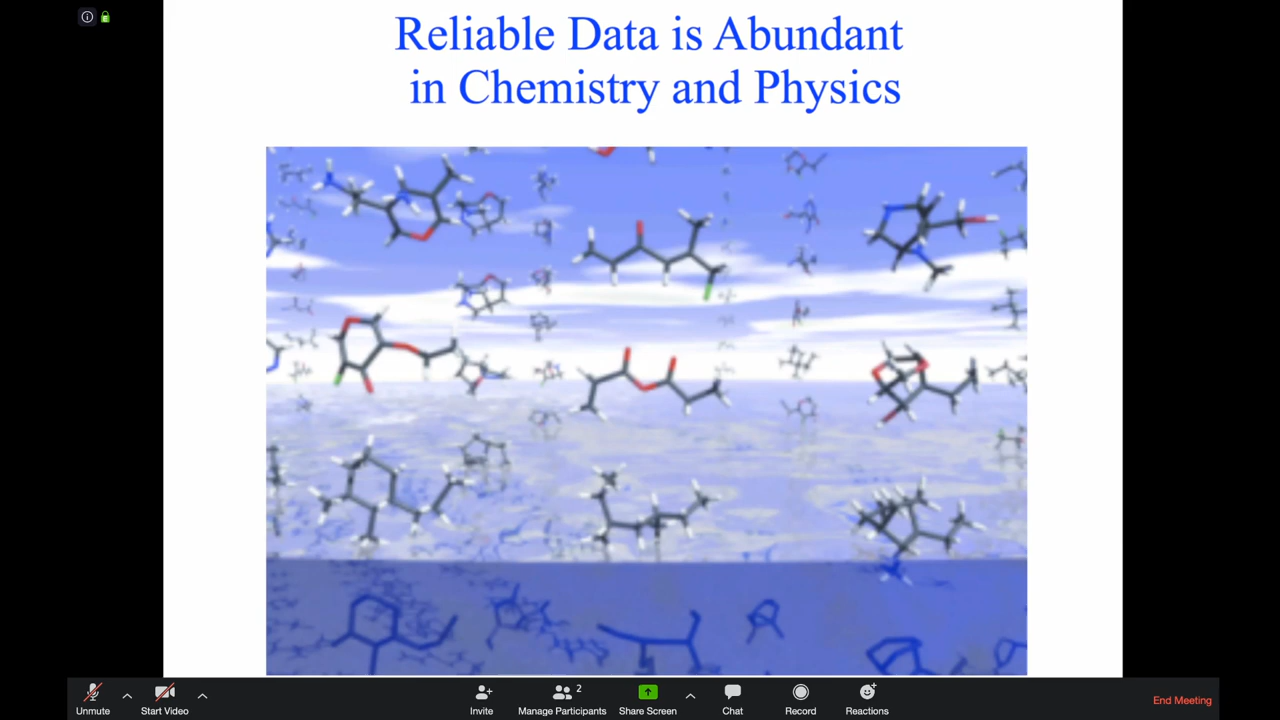 Reliable Data is Abundant
in Chemistry and Physics
Unmute
Start Video
Invite
2
Manage Participants
Share Screen
Chat
Record
Reactions
End Meeting